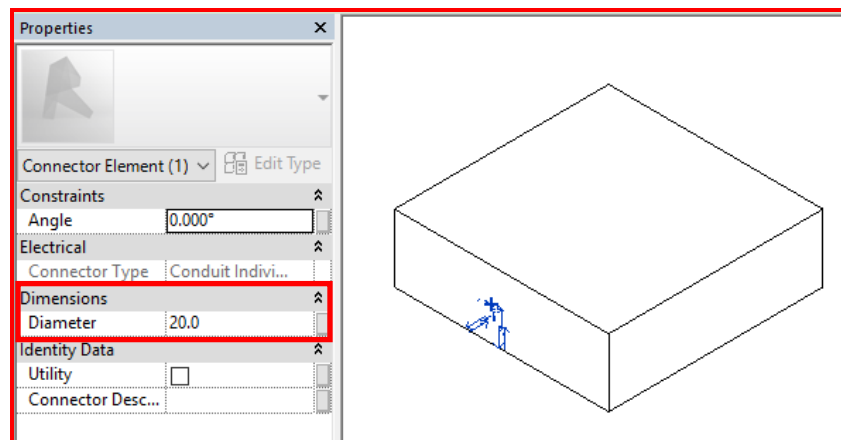 Properties
Connector Element (1) Edit Type
Constraints
Angle 0.000°
Electrical
Connector Type Conduit Indivi...
Dimensions
Diameter 20.0
Identity Data
Utility
Connector Desc...